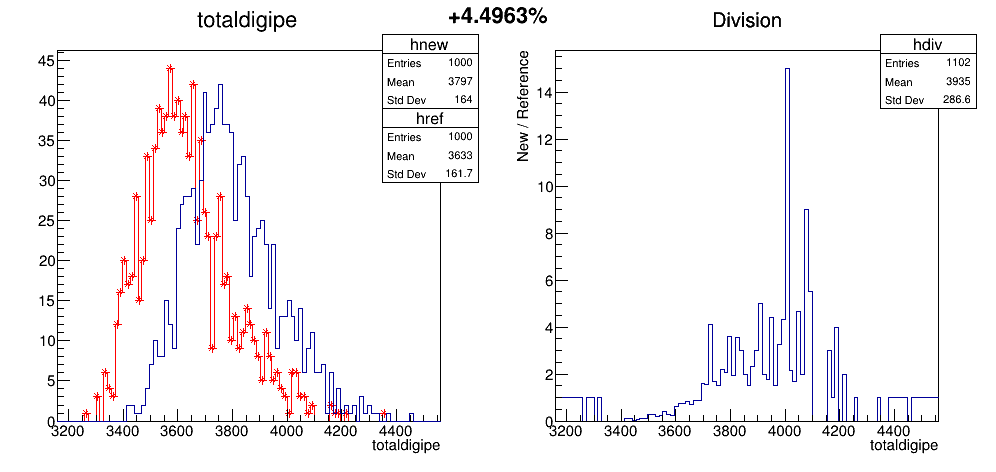 +4.4963%
totaldigipe
hnew
Entries 1000
Mean 3797
Std Dev 164
href
Entries 1000
Mean 3633
Std Dev 161.7
45
40
35
30
25
20
15
10
5
0
3200 3400 3600 3800 4000 4200 4400
totaldigipe
Division
hdiv
Entries 1102
Mean 3935
Std Dev 286.6
New / Reference
14
12
10
8
6
4
2
0
3200 3400 3600 3800 4000 4200 4400
totaldigipe